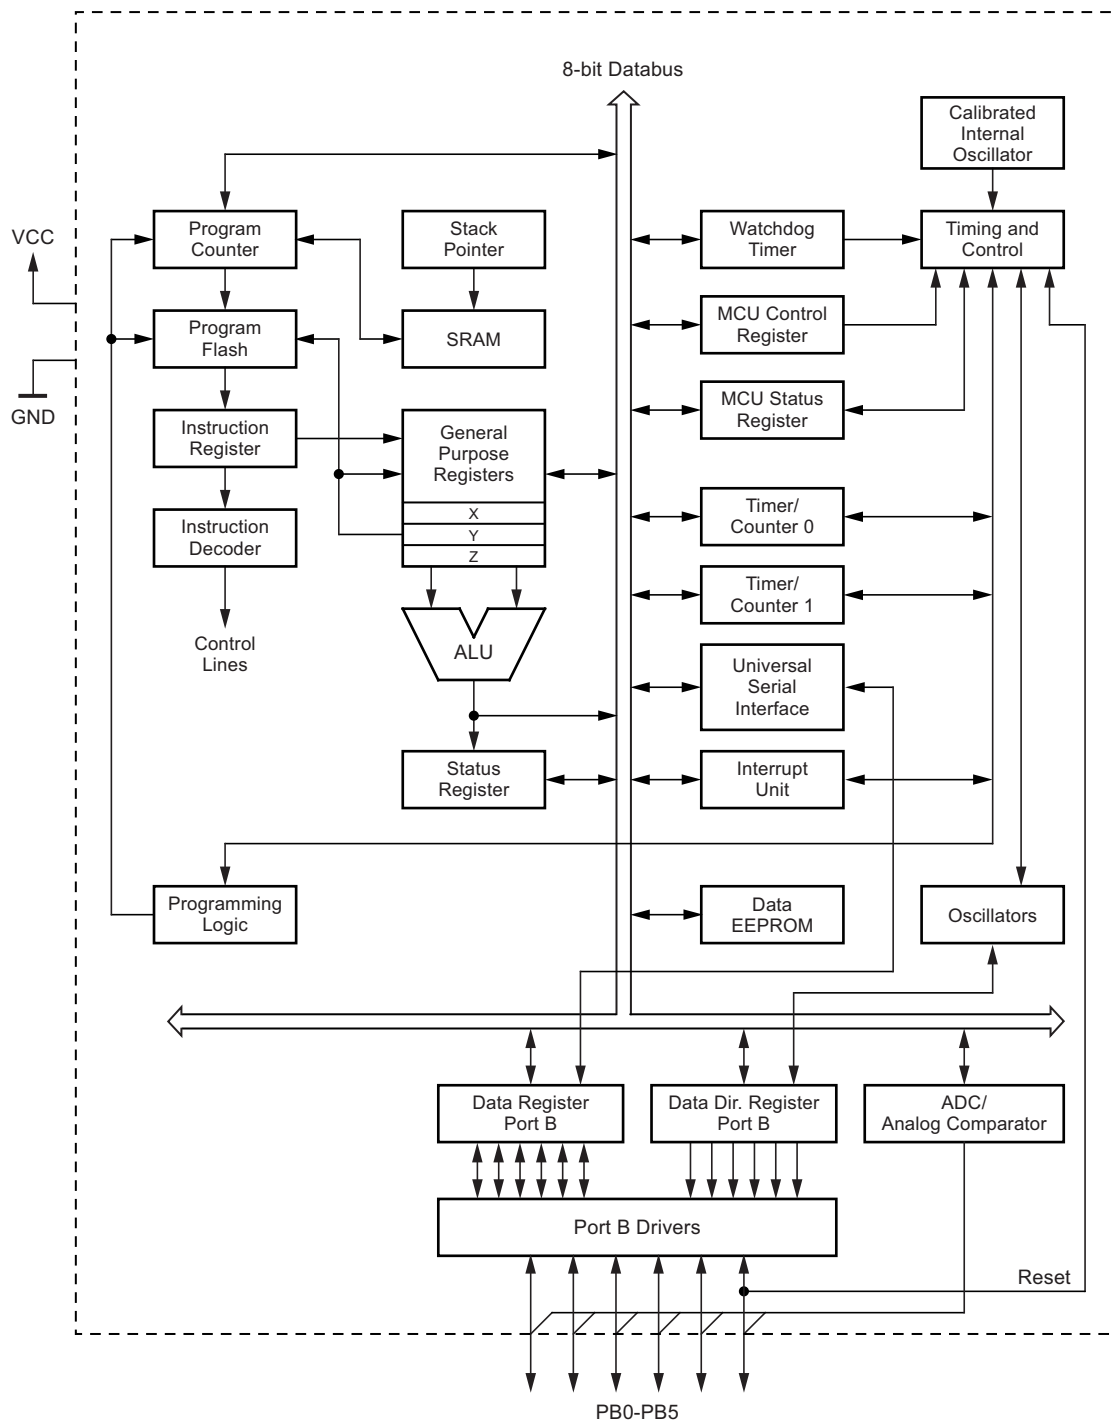 8-bit Databus
Calibrated
Internal
Oscillator
VCC
Program
Counter
Stack
Pointer
Watchdog
Timer
Timing and
Control
Program
Flash
SRAM
MCU Control
Register
GND
Instruction
Register
General
Purpose
Registers
X
Y
Z
MCU Status
Register
Instruction
Decoder
Timer/
Counter 0
Control
Lines
ALU
Timer/
Counter 1
Universal
Serial
Interface
Status
Register
Interrupt
Unit
Programming
Logic
Data
EEPROM
Oscillators
Data Register
Port B
Data Dir. Register
Port B
ADC/
Analog Comparator
Port B Drivers
Reset
PB0-PB5